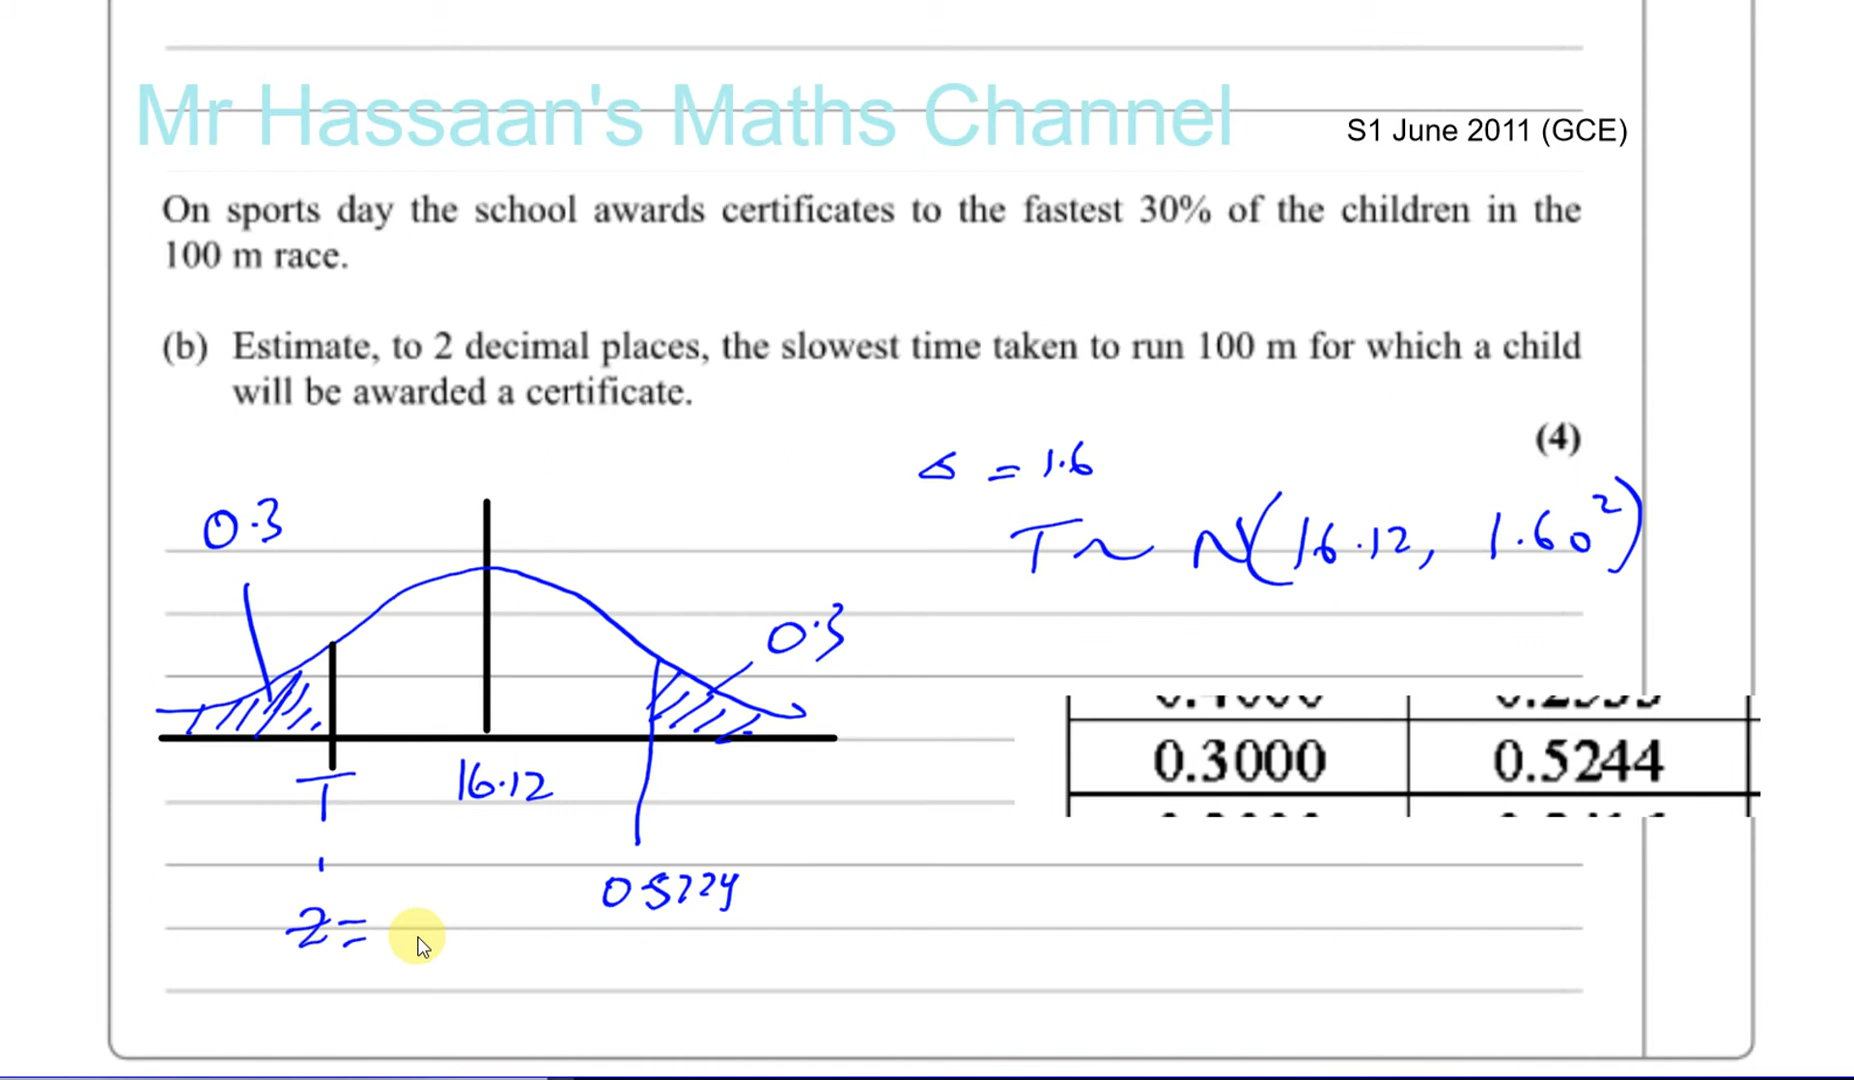 Mr Hassaan's Maths Channel
S1 June 2011 (GCE)
On sports day the school awards certificates to the fastest 30% of the children in the
100 m race.
(b) Estimate, to 2 decimal places, the slowest time taken to run 100 m for which a child
will be awarded a certificate.
(4)
s = 1.6
T ~ N(16.12, 1.60²)
0.3
0.3
0.3000 0.5244
T
16.12
0.5224
z =